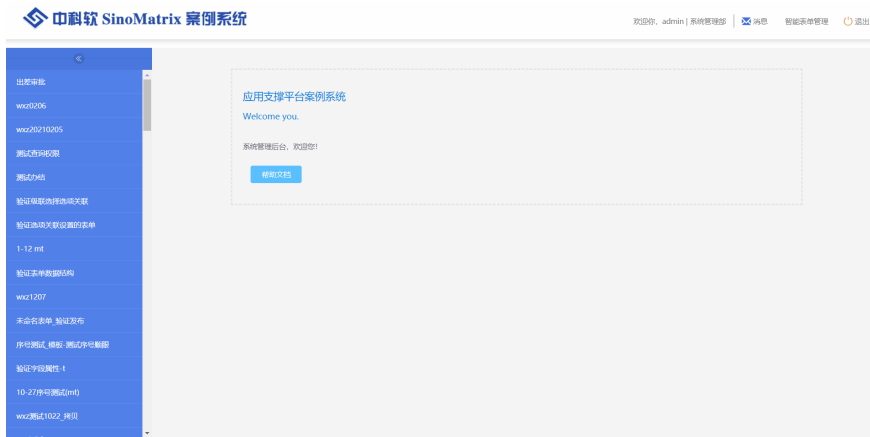 中科软 SinoMatrix 案例系统
欢迎你，admin | 系统管理部 消息 智能表单管理 退出
出差审批
wxz0206
wxz20210205
测试查询权限
测试办结
验证级联选择选项关联
验证选项关联设置的表单
1-12 mt
验证表单数据结构
wxz1207
未命名表单_验证发布
序号测试_模板-测试序号删除
验证字段属性-t
10-27序号测试(mt)
wxz测试1022_拷贝
应用支撑平台案例系统
Welcome you.
系统管理后台，欢迎您!
帮助文档